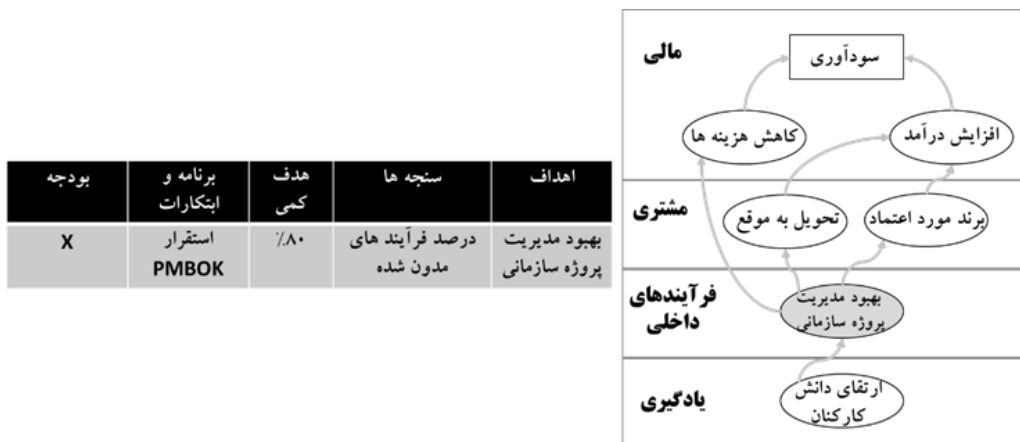 اهداف
سنجه ها
هدف
کمی
برنامه و
ابتکارات
بودجه
بهبود مدیریت
پروژه سازمانی
درصد فرآیند های
مدون شده
٪۸۰
استقرار
PMBOK
X
مالی
سودآوری
افزایش درآمد
کاهش هزینه ها
مشتری
برند مورد اعتماد
تحویل به موقع
فرآیندهای
داخلی
بهبود مدیریت
پروژه سازمانی
یادگیری
ارتقای دانش
کارکنان